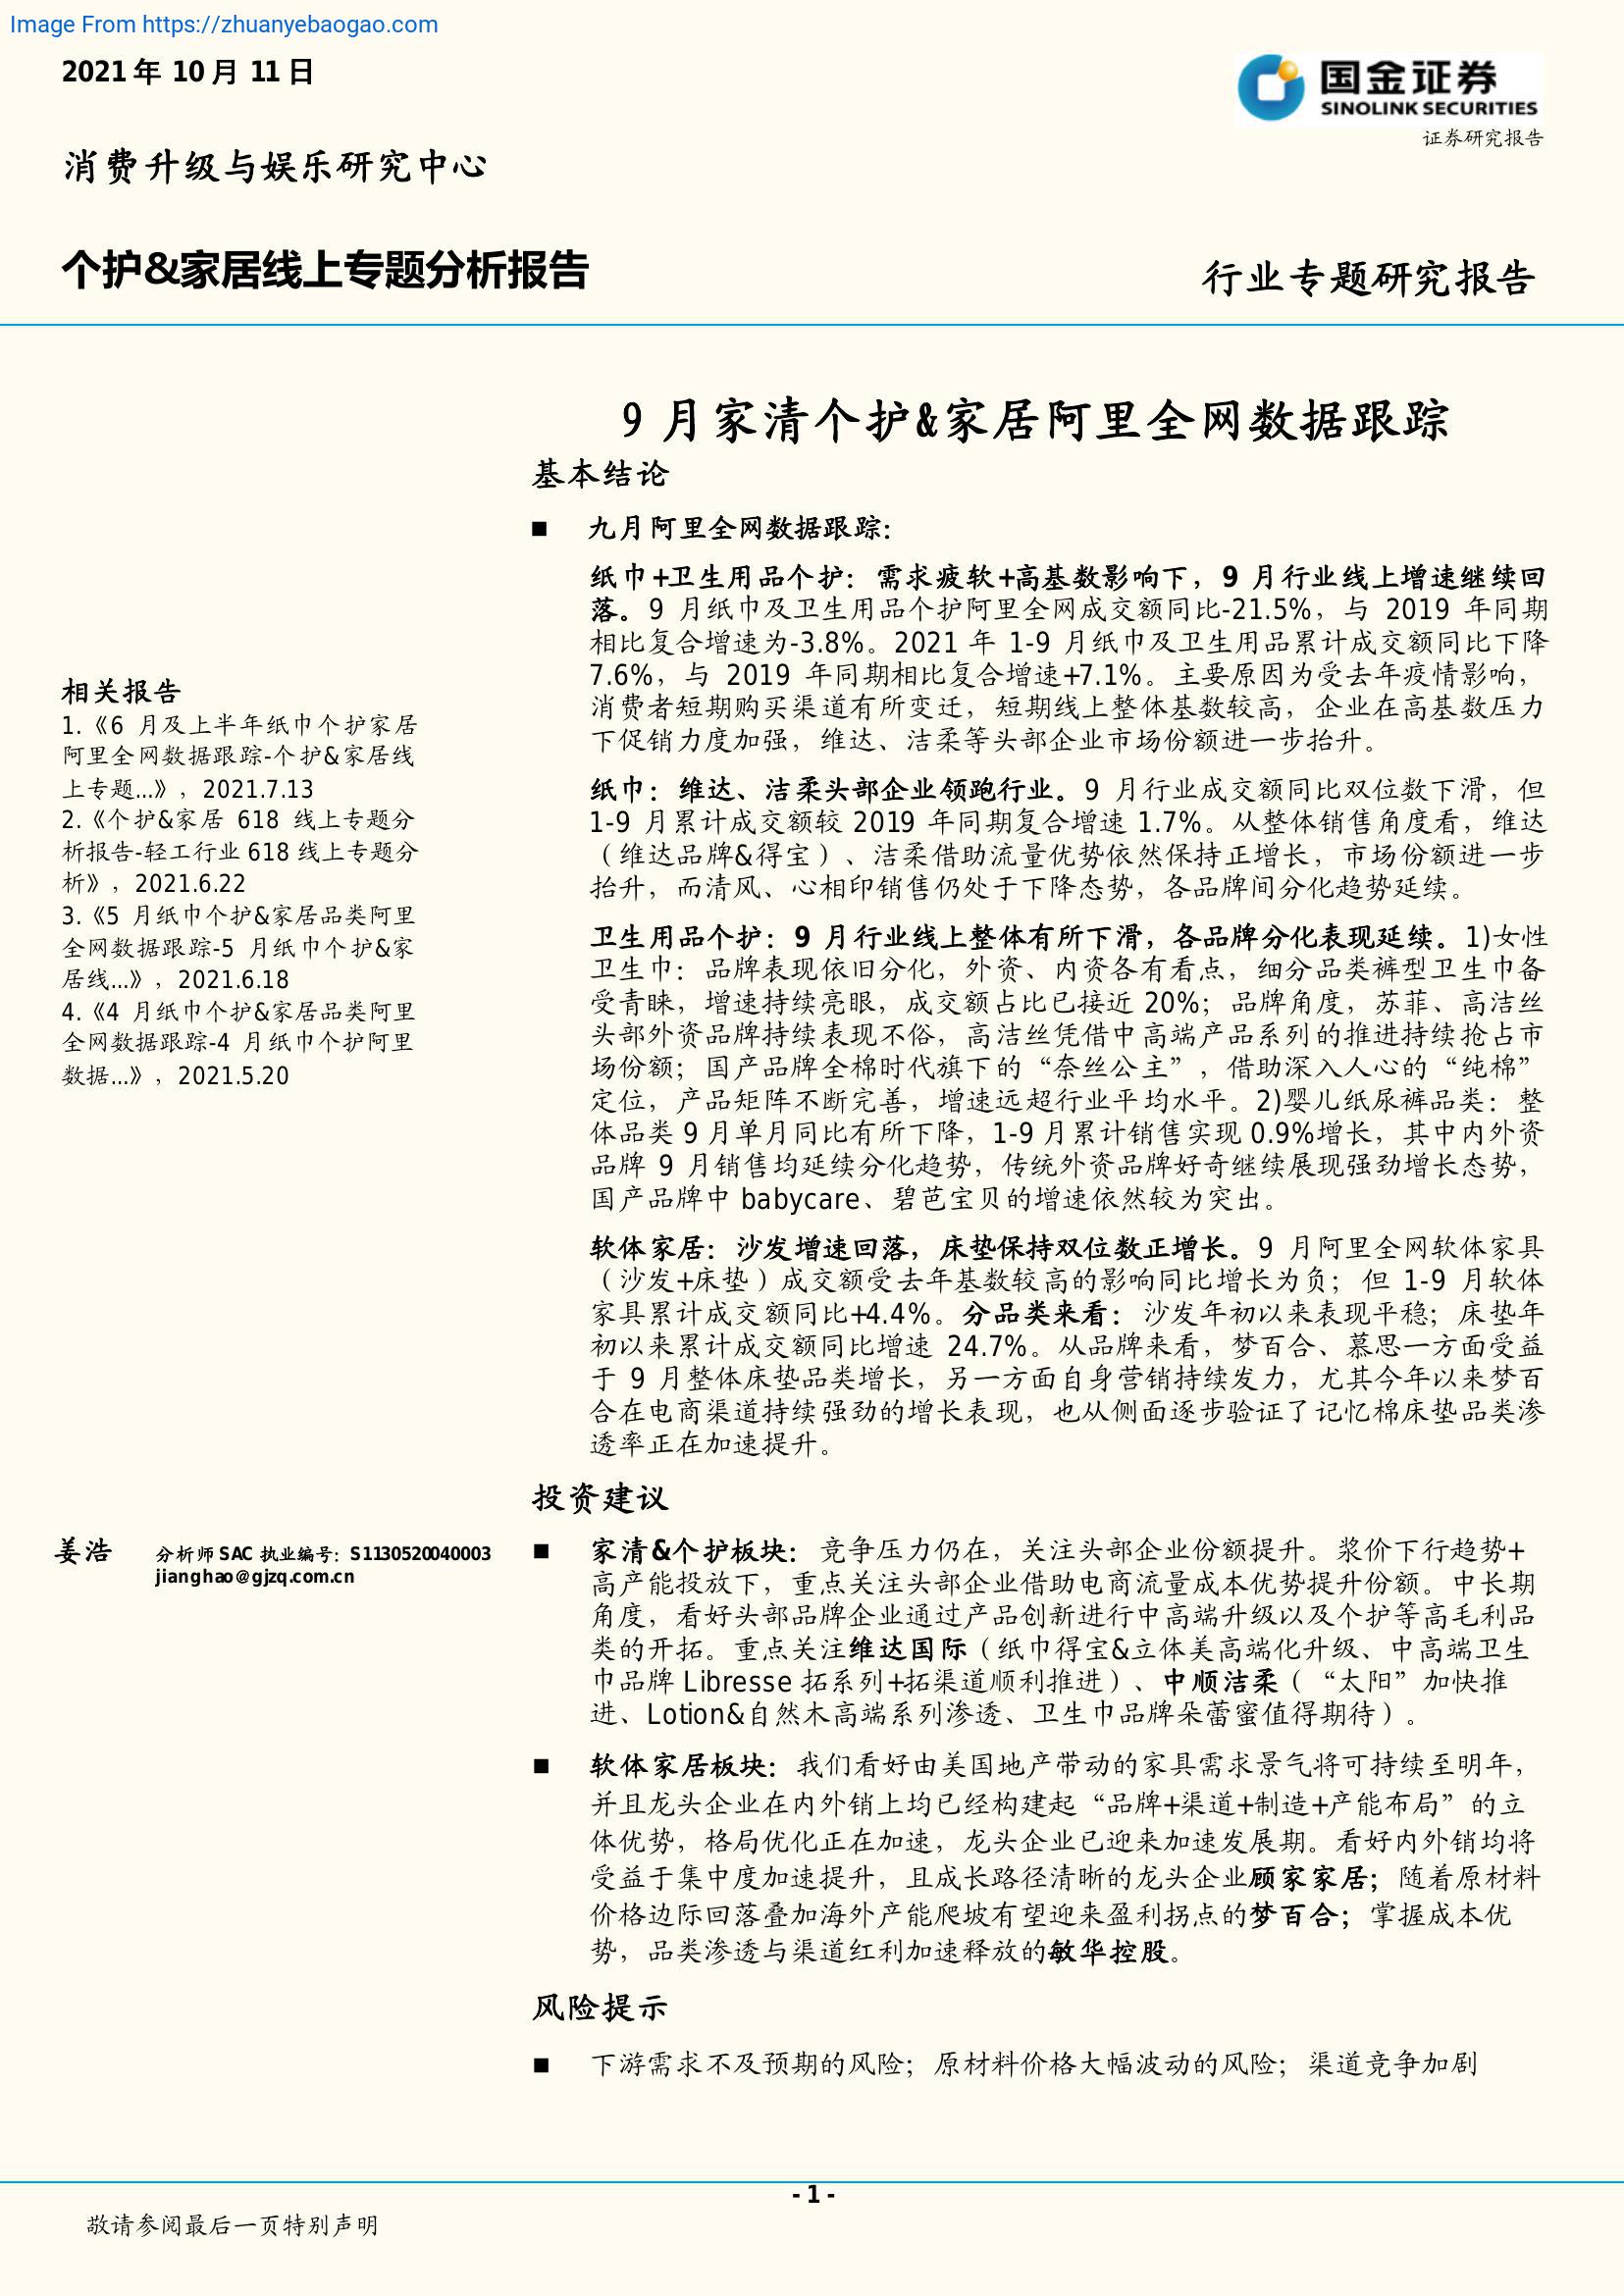 Image From https://zhuanyebaogao.com
2021年 10月 11日
国金证券
SINOLINK SECURITIES
证券研究报告
消费升级与娱乐研究中心
个护&家居线上专题分析报告
行业专题研究报告
9 月家清个护&家居阿里全网数据跟踪
基本结论
■ 九月阿里全网数据跟踪：
纸巾+卫生用品个护：需求疲软+高基数影响下，9 月行业线上增速继续回
落。9 月纸巾及卫生用品个护阿里全网成交额同比-21.5%，与 2019 年同期
相比复合增速为-3.8%。2021 年 1-9 月纸巾及卫生用品累计成交额同比下降
7.6%，与 2019 年同期相比复合增速+7.1%。主要原因为受去年疫情影响，
消费者短期购买渠道有所变迁，短期线上整体基数较高，企业在高基数压力
下促销力度加强，维达、洁柔等头部企业市场份额进一步抬升。
纸巾：维达、洁柔头部企业领跑行业。9 月行业成交额同比双位数下滑，但
1-9 月累计成交额较 2019 年同期复合增速 1.7%。从整体销售角度看，维达
（维达品牌&得宝）、洁柔借助流量优势依然保持正增长，市场份额进一步
抬升，而清风、心相印销售仍处于下降态势，各品牌间分化趋势延续。
卫生用品个护：9 月行业线上整体有所下滑，各品牌分化表现延续。1)女性
卫生巾：品牌表现依旧分化，外资、内资各有看点，细分品类裤型卫生巾备
受青睐，增速持续亮眼，成交额占比已接近 20%；品牌角度，苏菲、高洁丝
头部外资品牌持续表现不俗，高洁丝凭借中高端产品系列的推进持续抢占市
场份额；国产品牌全棉时代旗下的“奈丝公主”，借助深入人心的“纯棉”
定位，产品矩阵不断完善，增速远超行业平均水平。2)婴儿纸尿裤品类：整
体品类 9 月单月同比有所下降，1-9 月累计销售实现 0.9%增长，其中内外资
品牌 9 月销售均延续分化趋势，传统外资品牌好奇继续展现强劲增长态势，
国产品牌中 babycare、碧芭宝贝的增速依然较为突出。
软体家居：沙发增速回落，床垫保持双位数正增长。9 月阿里全网软体家具
（沙发+床垫）成交额受去年基数较高的影响同比增长为负；但 1-9 月软体
家具累计成交额同比+4.4%。分品类来看：沙发年初以来表现平稳；床垫年
初以来累计成交额同比增速 24.7%。从品牌来看，梦百合、慕思一方面受益
于 9 月整体床垫品类增长，另一方面自身营销持续发力，尤其今年以来梦百
合在电商渠道持续强劲的增长表现，也从侧面逐步验证了记忆棉床垫品类渗
透率正在加速提升。
相关报告
1.《6 月及上半年纸巾个护家居
阿里全网数据跟踪-个护&家居线
上专题...》，2021.7.13
2.《个护&家居 618 线上专题分
析报告-轻工行业 618 线上专题分
析》，2021.6.22
3.《5 月纸巾个护&家居品类阿里
全网数据跟踪-5 月纸巾个护&家
居线...》，2021.6.18
4.《4 月纸巾个护&家居品类阿里
全网数据跟踪-4 月纸巾个护阿里
数据...》，2021.5.20
姜浩 分析师 SAC 执业编号：S1130520040003
jianghao@gjzq.com.cn
投资建议
■ 家清&个护板块：竞争压力仍在，关注头部企业份额提升。浆价下行趋势+
高产能投放下，重点关注头部企业借助电商流量成本优势提升份额。中长期
角度，看好头部品牌企业通过产品创新进行中高端升级以及个护等高毛利品
类的开拓。重点关注维达国际（纸巾得宝&立体美高端化升级、中高端卫生
巾品牌 Libresse 拓系列+拓渠道顺利推进）、中顺洁柔（“太阳”加快推
进、Lotion&自然木高端系列渗透、卫生巾品牌朵蕾蜜值得期待）。
■ 软体家居板块：我们看好由美国地产带动的家具需求景气将可持续至明年，
并且龙头企业在内外销上均已经构建起“品牌+渠道+制造+产能布局”的立
体优势，格局优化正在加速，龙头企业已迎来加速发展期。看好内外销均将
受益于集中度加速提升，且成长路径清晰的龙头企业顾家家居；随着原材料
价格边际回落叠加海外产能爬坡有望迎来盈利拐点的梦百合；掌握成本优
势，品类渗透与渠道红利加速释放的敏华控股。
风险提示
■ 下游需求不及预期的风险；原材料价格大幅波动的风险；渠道竞争加剧
- 1 -
敬请参阅最后一页特别声明